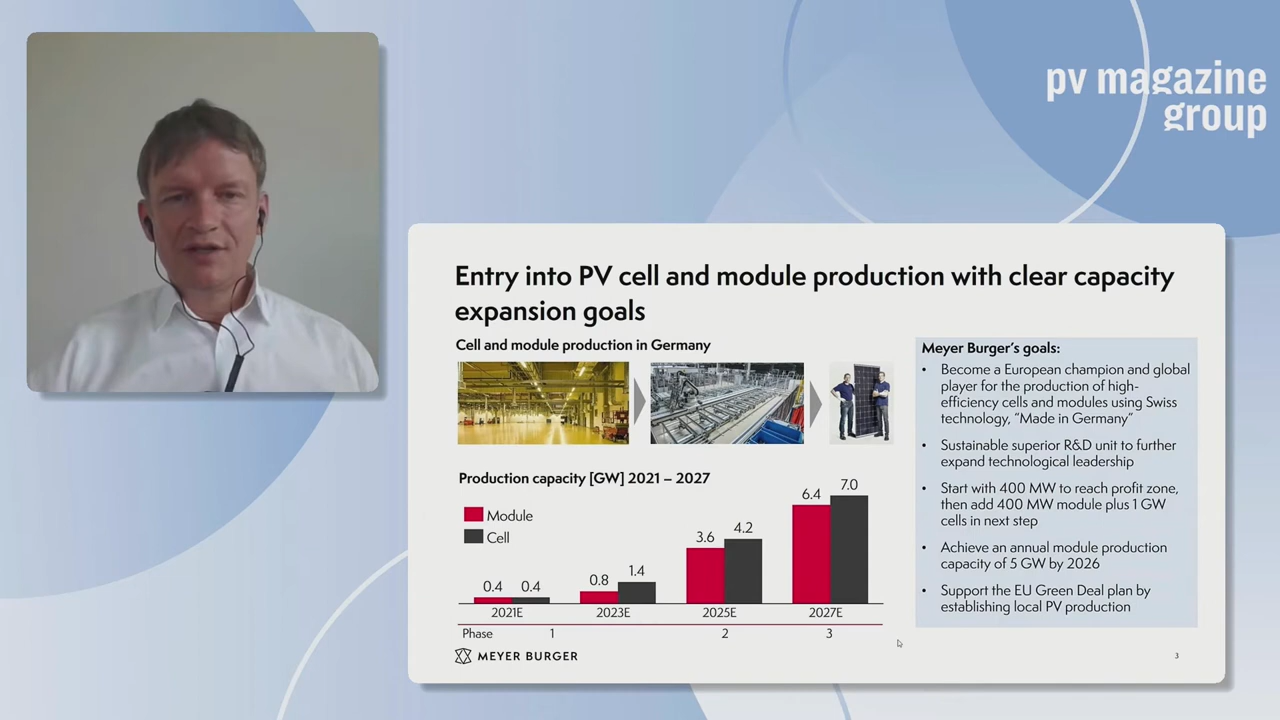 pv magazine
group
Entry into PV cell and module production with clear capacity
expansion goals
Cell and module production in Germany
Production capacity [GW] 2021 – 2027
Module
Cell
0.4
0.4
0.8
1.4
3.6
4.2
6.4
7.0
2021E
2023E
2025E
2027E
Phase
1
2
3
MEYER BURGER
Meyer Burger's goals:
• Become a European champion and global
player for the production of high-
efficiency cells and modules using Swiss
technology, “Made in Germany”
• Sustainable superior R&D unit to further
expand technological leadership
• Start with 400 MW to reach profit zone,
then add 400 MW module plus 1 GW
cells in next step
• Achieve an annual module production
capacity of 5 GW by 2026
• Support the EU Green Deal plan by
establishing local PV production
3